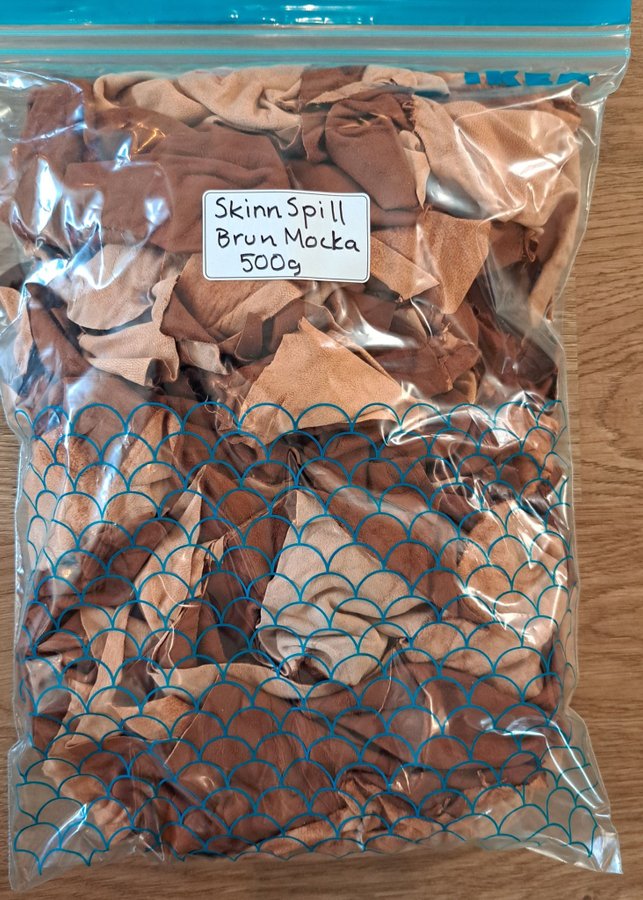 IKEA
Skinn Spill
Brun Mocka
500g